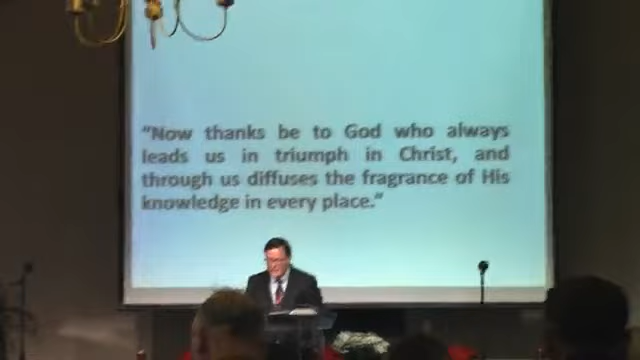 “Now thanks be to God who always
leads us in triumph in Christ, and
through us diffuses the fragrance of His
knowledge in every place.”